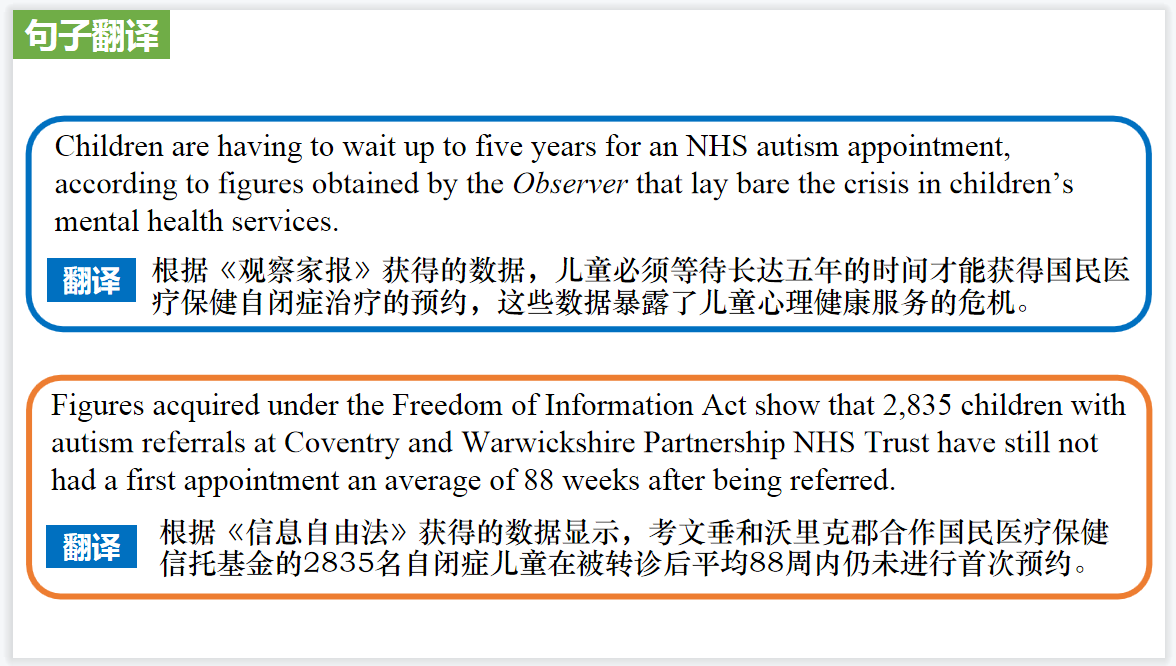 句子翻译
Children are having to wait up to five years for an NHS autism appointment,
according to figures obtained by the Observer that lay bare the crisis in children’s
mental health services.
翻译
根据《观察家报》获得的数据，儿童必须等待长达五年的时间才能获得国民医
疗保健自闭症治疗的预约，这些数据暴露了儿童心理健康服务的危机。
Figures acquired under the Freedom of Information Act show that 2,835 children with
autism referrals at Coventry and Warwickshire Partnership NHS Trust have still not
had a first appointment an average of 88 weeks after being referred.
翻译
根据《信息自由法》获得的数据显示，考文垂和沃里克郡合作国民医疗保健
信托基金的2835名自闭症儿童在被转诊后平均88周内仍未进行首次预约。